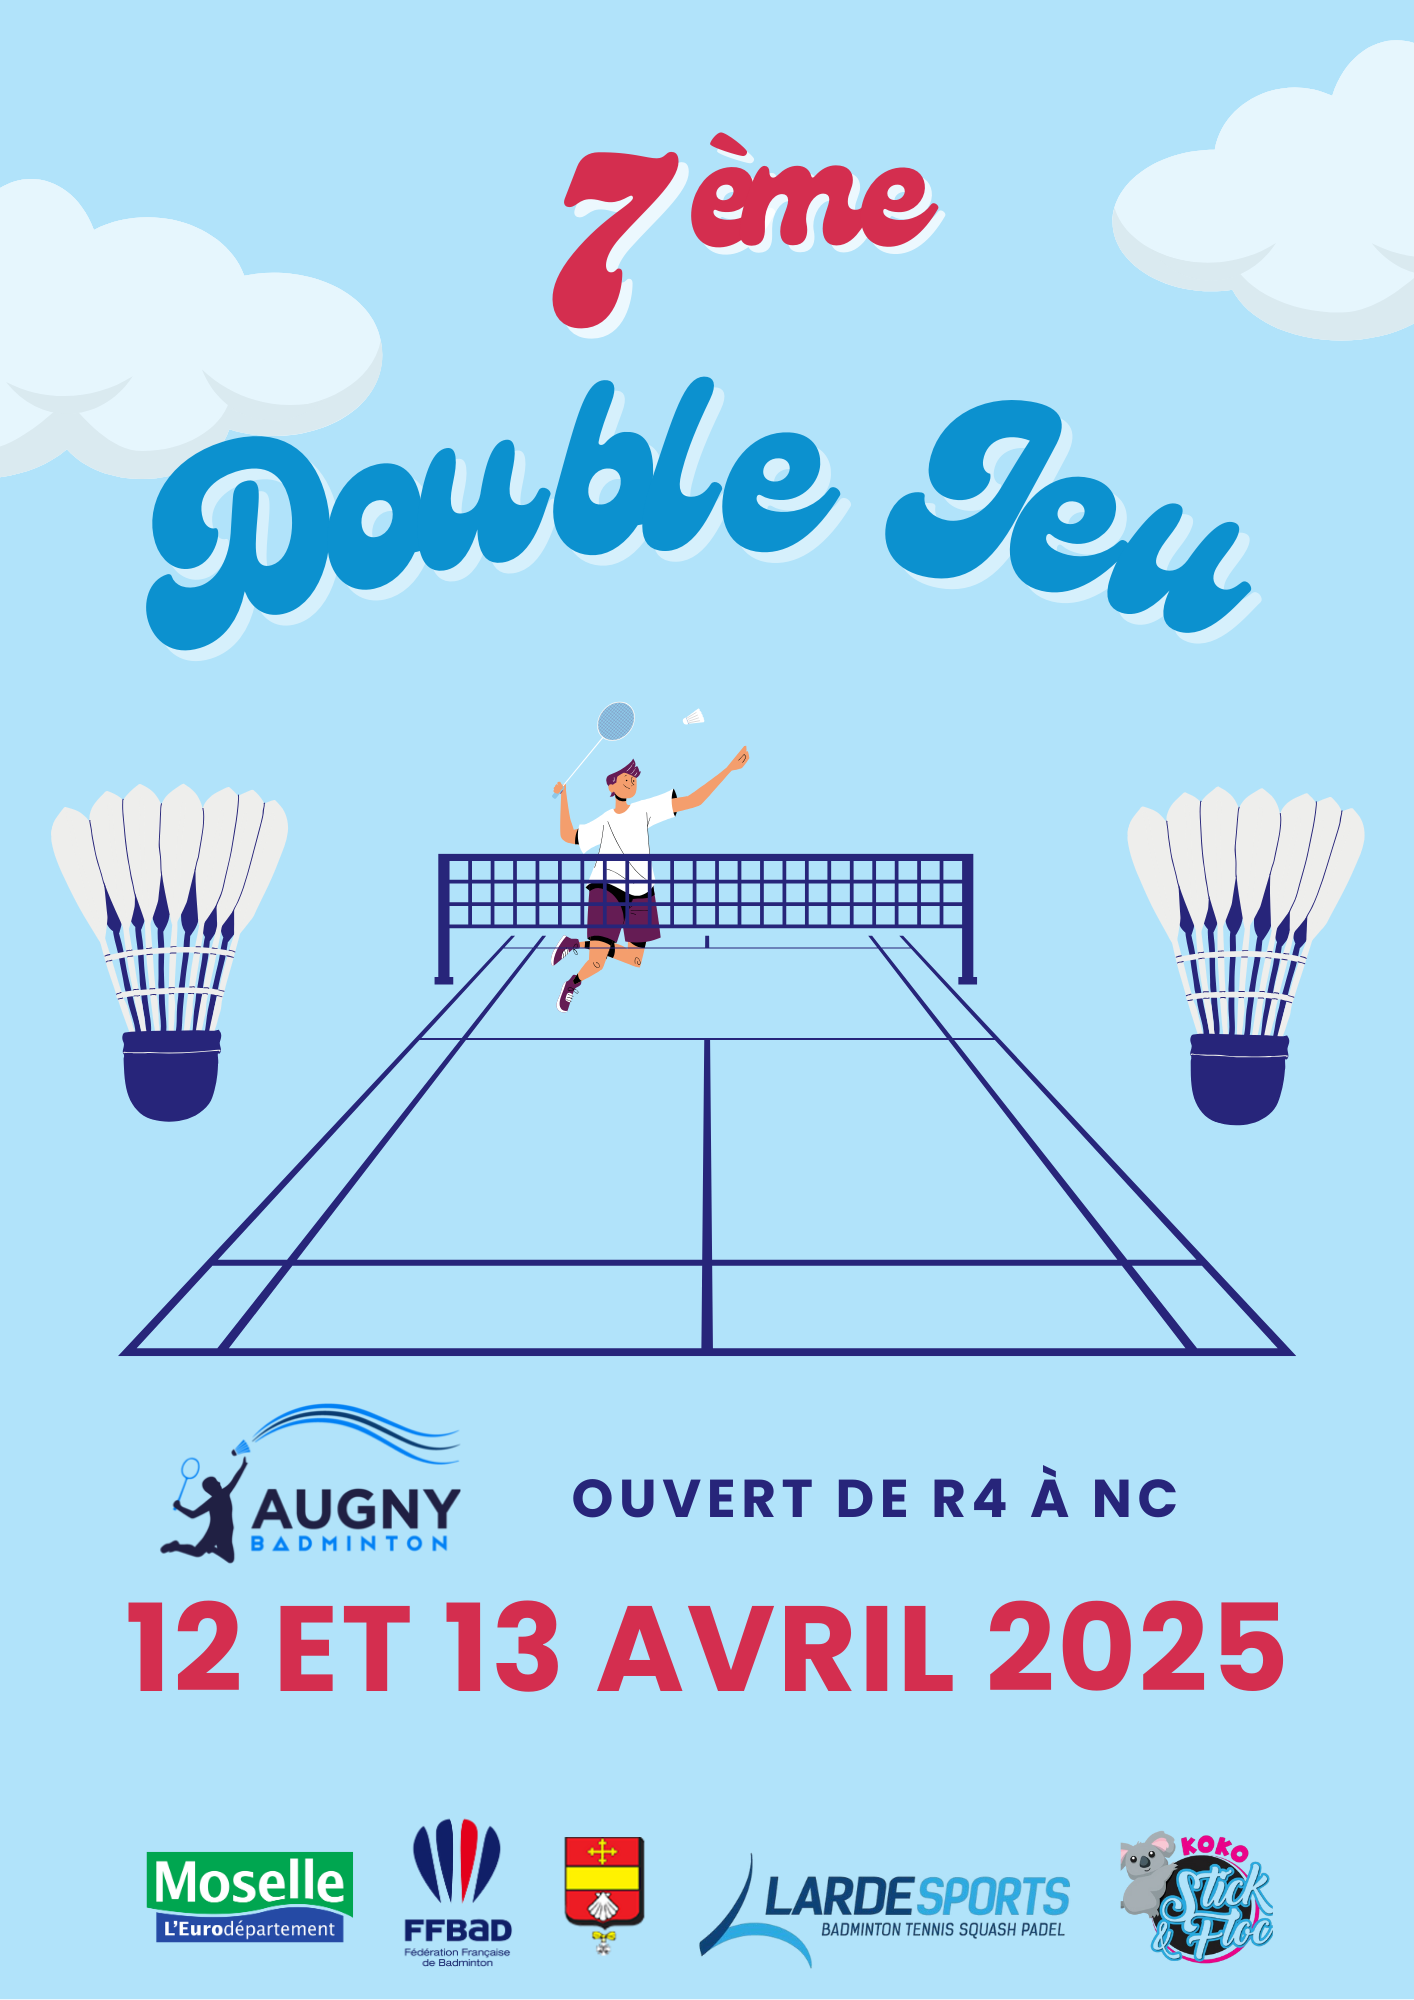 7ème
Double Jeu
AUGNY
BADMINTON
OUVERT DE R4 À NC
12 ET 13 AVRIL 2025
Moselle
L'Eurodépartement
FFBaD
Fédération Française
de Badminton
LARDESPORTS
BADMINTON TENNIS SQUASH PADEL
KOKO
Stick
& Floc